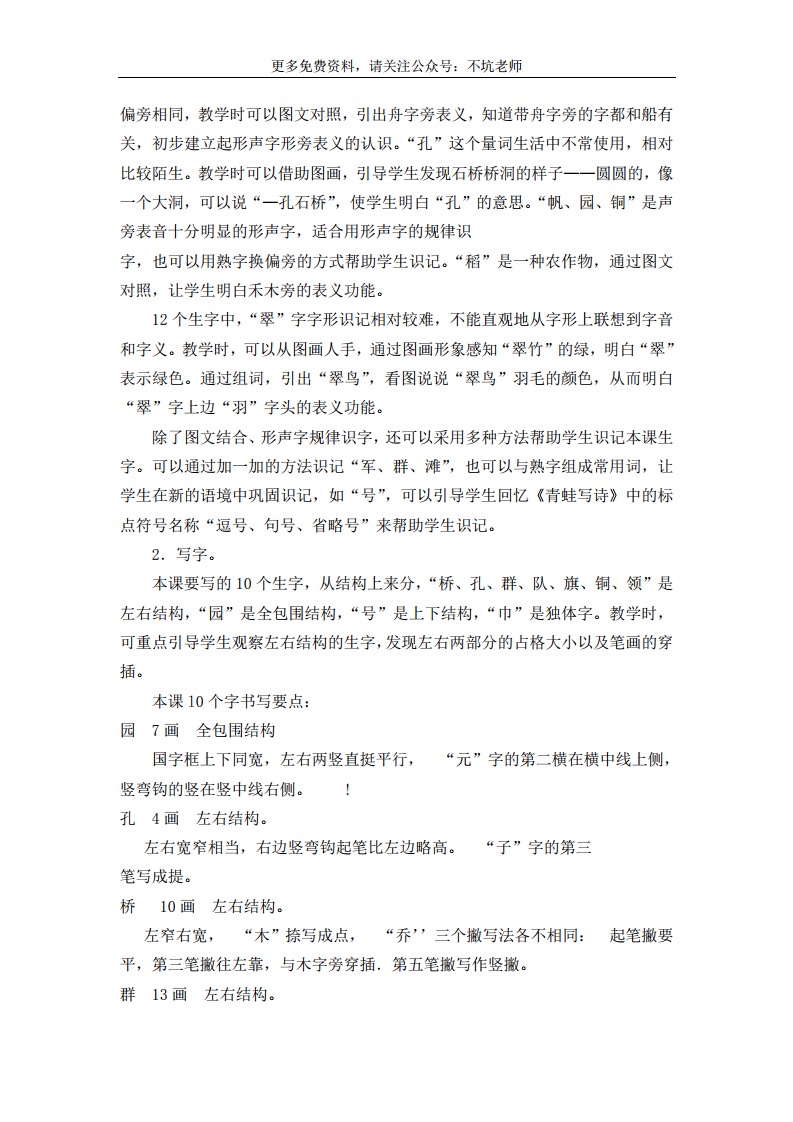 更多免费资料，请关注公众号：不坑老师
偏旁相同，教学时可以图文对照，引出舟字旁表义，知道带舟字旁的字都和船有
关，初步建立起形声字形旁表义的认识。“孔”这个量词生活中不常使用，相对
比较陌生。教学时可以借助图画，引导学生发现石桥桥洞的样子——圆圆的，像
一个大洞，可以说“—孔石桥”，使学生明白“孔”的意思。“帆、园、铜”是声
旁表音十分明显的形声字，适合用形声字的规律识
字，也可以用熟字换偏旁的方式帮助学生识记。“稻”是一种农作物，通过图文
对照，让学生明白禾木旁的表义功能。
12 个生字中，“翠”字字形识记相对较难，不能直观地从字形上联想到字音
和字义。教学时，可以从图画人手，通过图画形象感知“翠竹”的绿，明白“翠”
表示绿色。通过组词，引出“翠鸟”，看图说说“翠鸟”羽毛的颜色，从而明白
“翠”字上边“羽”字头的表义功能。
除了图文结合、形声字规律识字，还可以采用多种方法帮助学生识记本课生
字。可以通过加一加的方法识记“军、群、滩”，也可以与熟字组成常用词，让
学生在新的语境中巩固识记，如“号”，可以引导学生回忆《青蛙写诗》中的标
点符号名称“逗号、句号、省略号”来帮助学生识记。
2．写字。
本课要写的 10 个生字，从结构上来分，“桥、孔、群、队、旗、铜、领”是
左右结构，“园”是全包围结构，“号”是上下结构，“巾”是独体字。教学时，
可重点引导学生观察左右结构的生字，发现左右两部分的占格大小以及笔画的穿
插。
本课 l0 个字书写要点：
园　7 画　全包围结构
国字框上下同宽，左右两竖直挺平行，　“元”字的第二横在横中线上侧，
竖弯钩的竖在竖中线右侧。　　!
孔　4 画　左右结构。
左右宽窄相当，右边竖弯钩起笔比左边略高。　“子”字的第三
笔写成提。
桥　 10 画　左右结构。
左窄右宽，　“木”捺写成点，　“乔’’三个撇写法各不相同：　起笔撇要
平，第三笔撇往左靠，与木字旁穿插．第五笔撇写作竖撇。
群　13 画　左右结构。